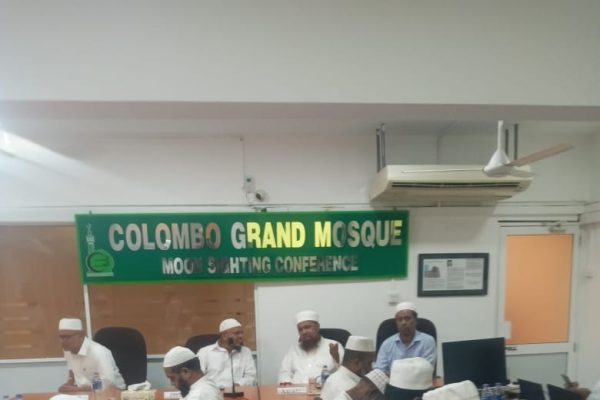 COLOMBO GRAND MOSQUE
MOON SIGHTING CONFERENCE